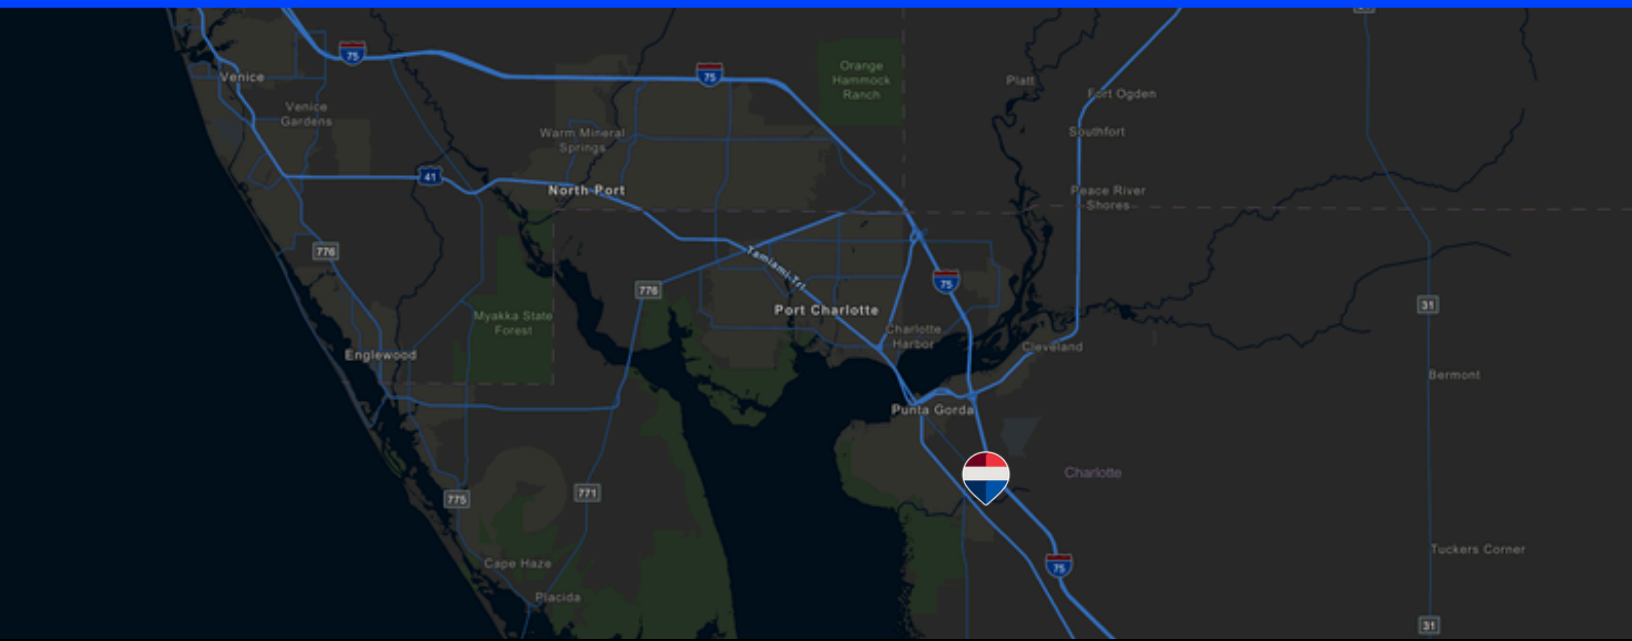 75
75
Venice
Orange
Hammock
Ranch
Platt
Fort Ogden
Venice
Gardens
Warm Mineral
Springs
Southfort
41
North Port
Peace River
Shores
776
Tamiami Trl
75
776
31
Port Charlotte
Myakka State
Forest
Charlotte
Harbor
Cleveland
Englewood
Bermont
Punta Gorda
Charlotte
775
771
Tuckers Corner
Cape Haze
75
Placida
31